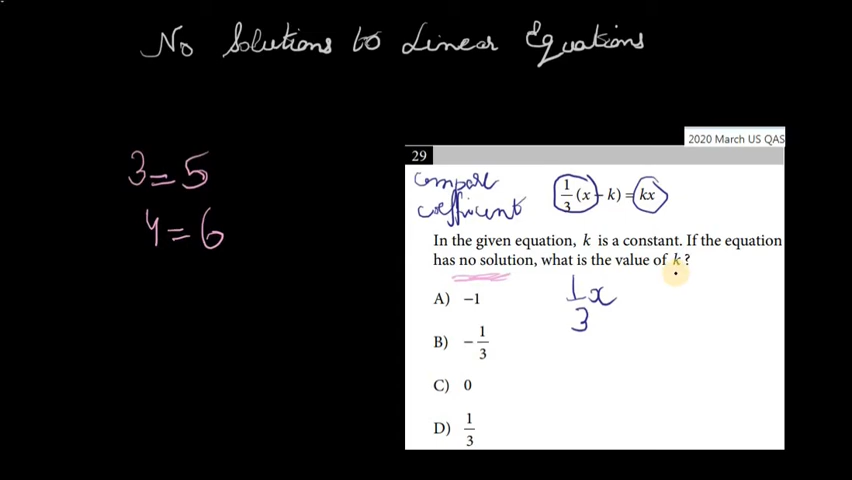 No Solutions to Linear Equations
3=5
4=6
2020 March US QAS
29
compare
coefficient
1/3 (x – k) = kx
In the given equation, k is a constant. If the equation
has no solution, what is the value of k?
1/3 x
A) –1
B) –1/3
C) 0
D) 1/3